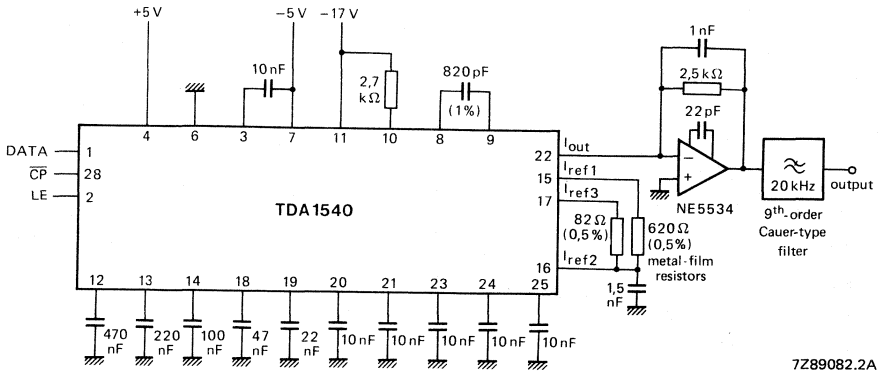 +5 V
−5 V
−17 V
10 nF
2,7
kΩ
820 pF
(1%)
1 nF
2,5 kΩ
22 pF
4
6
3
7
11
10
8
9
DATA
1
C̅P̅
28
LE
2
TDA1540
22
Iout
15
Iref1
17
Iref3
16
Iref2
82 Ω
(0,5%)
620 Ω
(0,5%)
metal-film
resistors
1,5
nF
−
+
NE5534
20 kHz
output
9th-order
Cauer-type
filter
12
13
14
18
19
20
21
23
24
25
470
nF
220
nF
100
nF
47
nF
22
nF
10 nF
10 nF
10 nF
10 nF
10 nF
7Z89082.2A